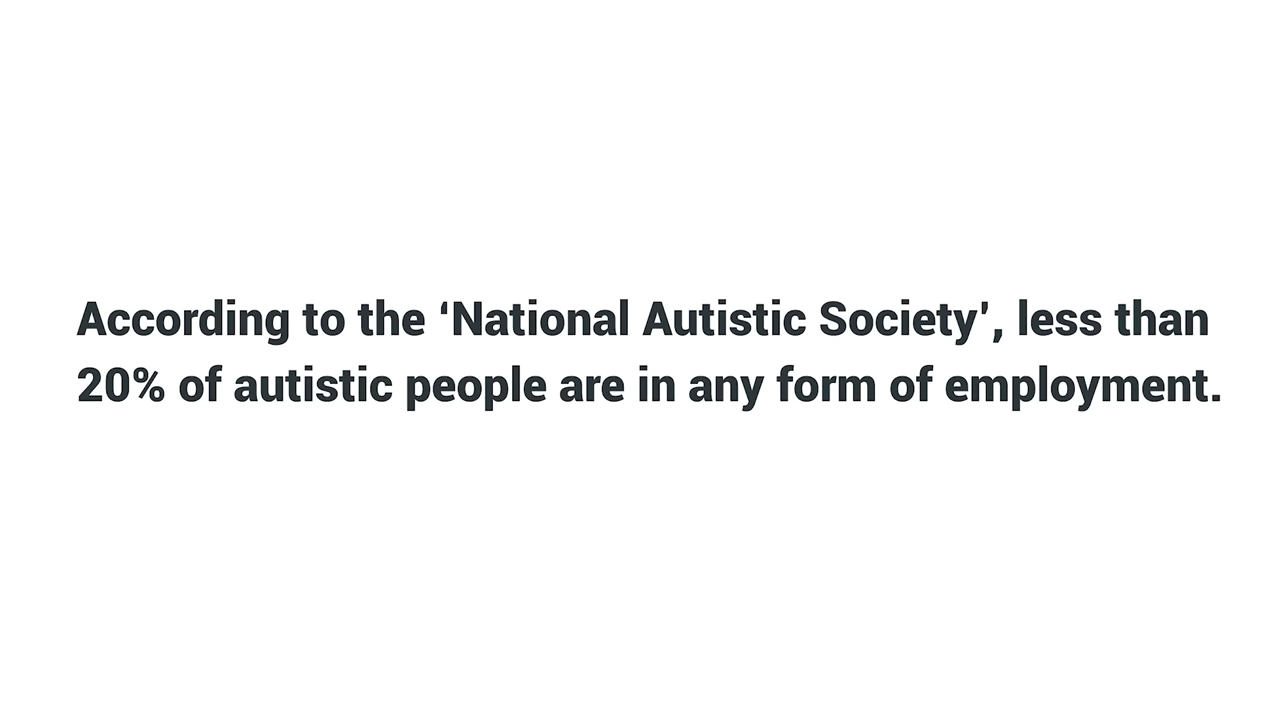 According to the ‘National Autistic Society’, less than
20% of autistic people are in any form of employment.